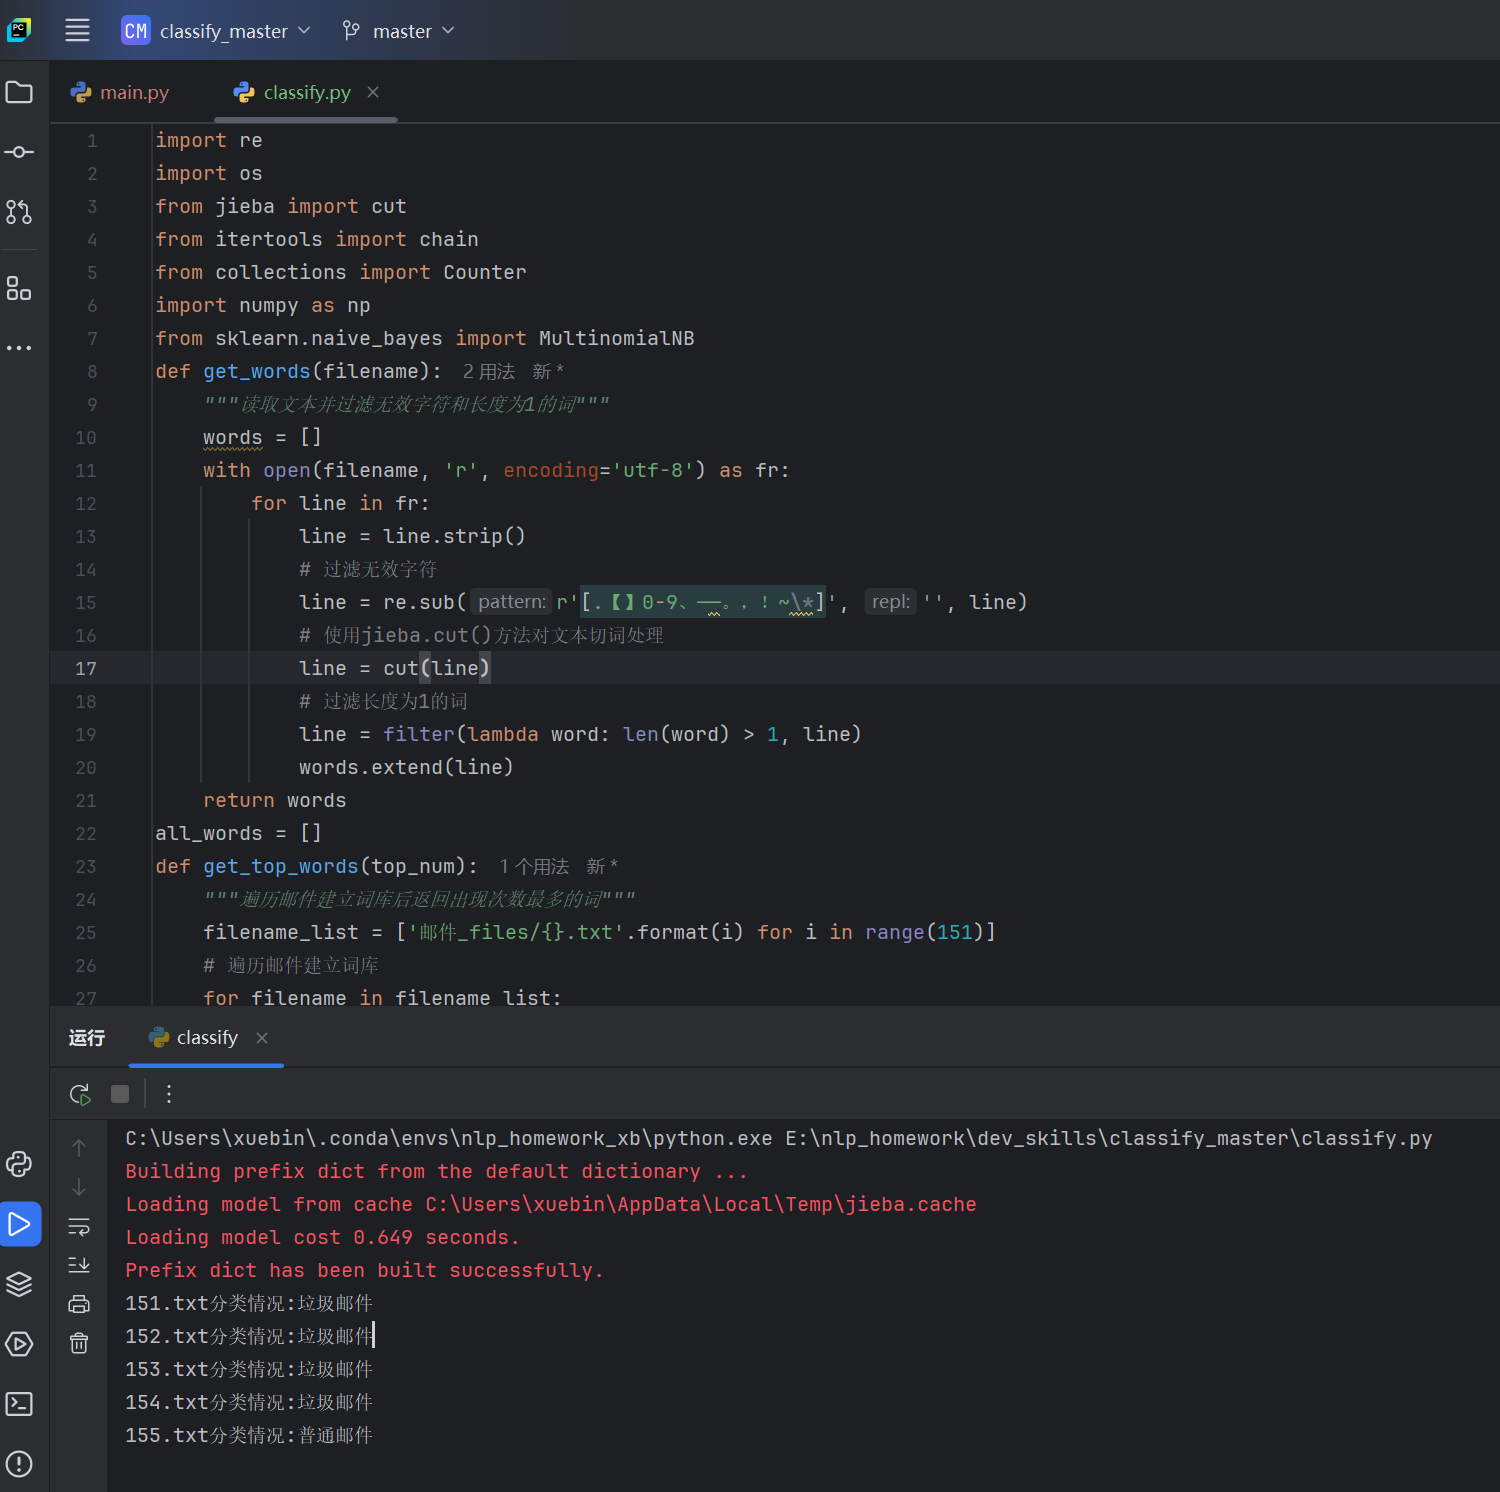 PC
CM classify_master master
main.py classify.py
1 import re
2 import os
3 from jieba import cut
4 from itertools import chain
5 from collections import Counter
6 import numpy as np
7 from sklearn.naive_bayes import MultinomialNB
8 def get_words(filename): 2 用法 新 *
9 """读取文本并过滤无效字符和长度为1的词"""
10 words = []
11 with open(filename, 'r', encoding='utf-8') as fr:
12 for line in fr:
13 line = line.strip()
14 # 过滤无效字符
15 line = re.sub( pattern: r'[.【】0-9、——。，！~\*]', repl: '', line)
16 # 使用jieba.cut()方法对文本切词处理
17 line = cut(line)
18 # 过滤长度为1的词
19 line = filter(lambda word: len(word) > 1, line)
20 words.extend(line)
21 return words
22 all_words = []
23 def get_top_words(top_num): 1 个用法 新 *
24 """遍历邮件建立词库后返回出现次数最多的词"""
25 filename_list = ['邮件_files/{}.txt'.format(i) for i in range(151)]
26 # 遍历邮件建立词库
27 for filename in filename_list:
运行 classify
C:\Users\xuebin\.conda\envs\nlp_homework_xb\python.exe E:\nlp_homework\dev_skills\classify_master\classify.py
Building prefix dict from the default dictionary ...
Loading model from cache C:\Users\xuebin\AppData\Local\Temp\jieba.cache
Loading model cost 0.649 seconds.
Prefix dict has been built successfully.
151.txt分类情况:垃圾邮件
152.txt分类情况:垃圾邮件
153.txt分类情况:垃圾邮件
154.txt分类情况:垃圾邮件
155.txt分类情况:普通邮件